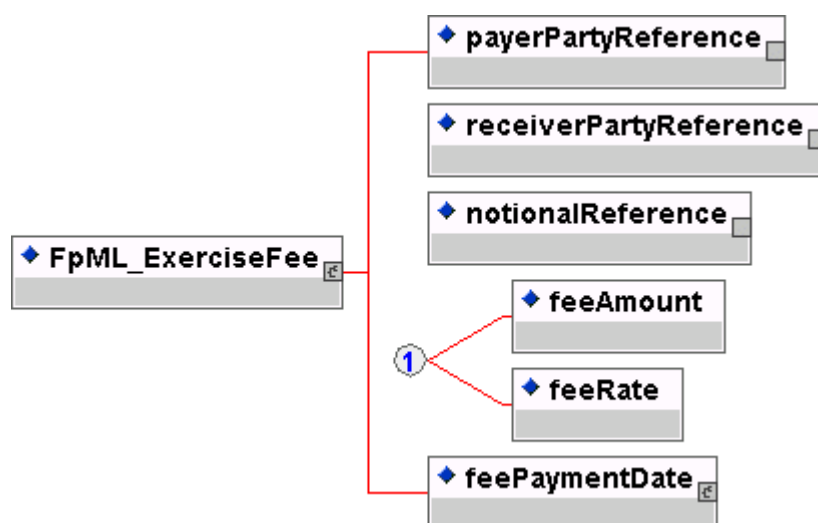 payerPartyReference
receiverPartyReference
notionalReference
FpML_ExerciseFee
feeAmount
1
feeRate
feePaymentDate